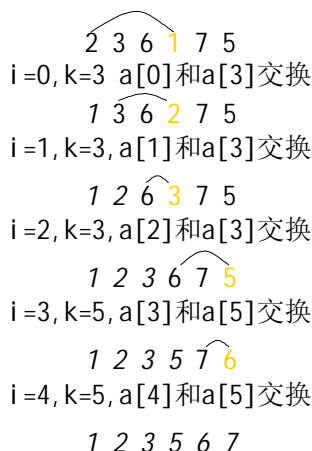 2 3 6 1 7 5
i=0,k=3 a[0]和a[3]交换
1 3 6 2 7 5
i=1,k=3,a[1]和a[3]交换
1 2 6 3 7 5
i=2,k=3,a[2]和a[3]交换
1 2 3 6 7 5
i=3,k=5,a[3]和a[5]交换
1 2 3 5 7 6
i=4,k=5,a[4]和a[5]交换
1 2 3 5 6 7